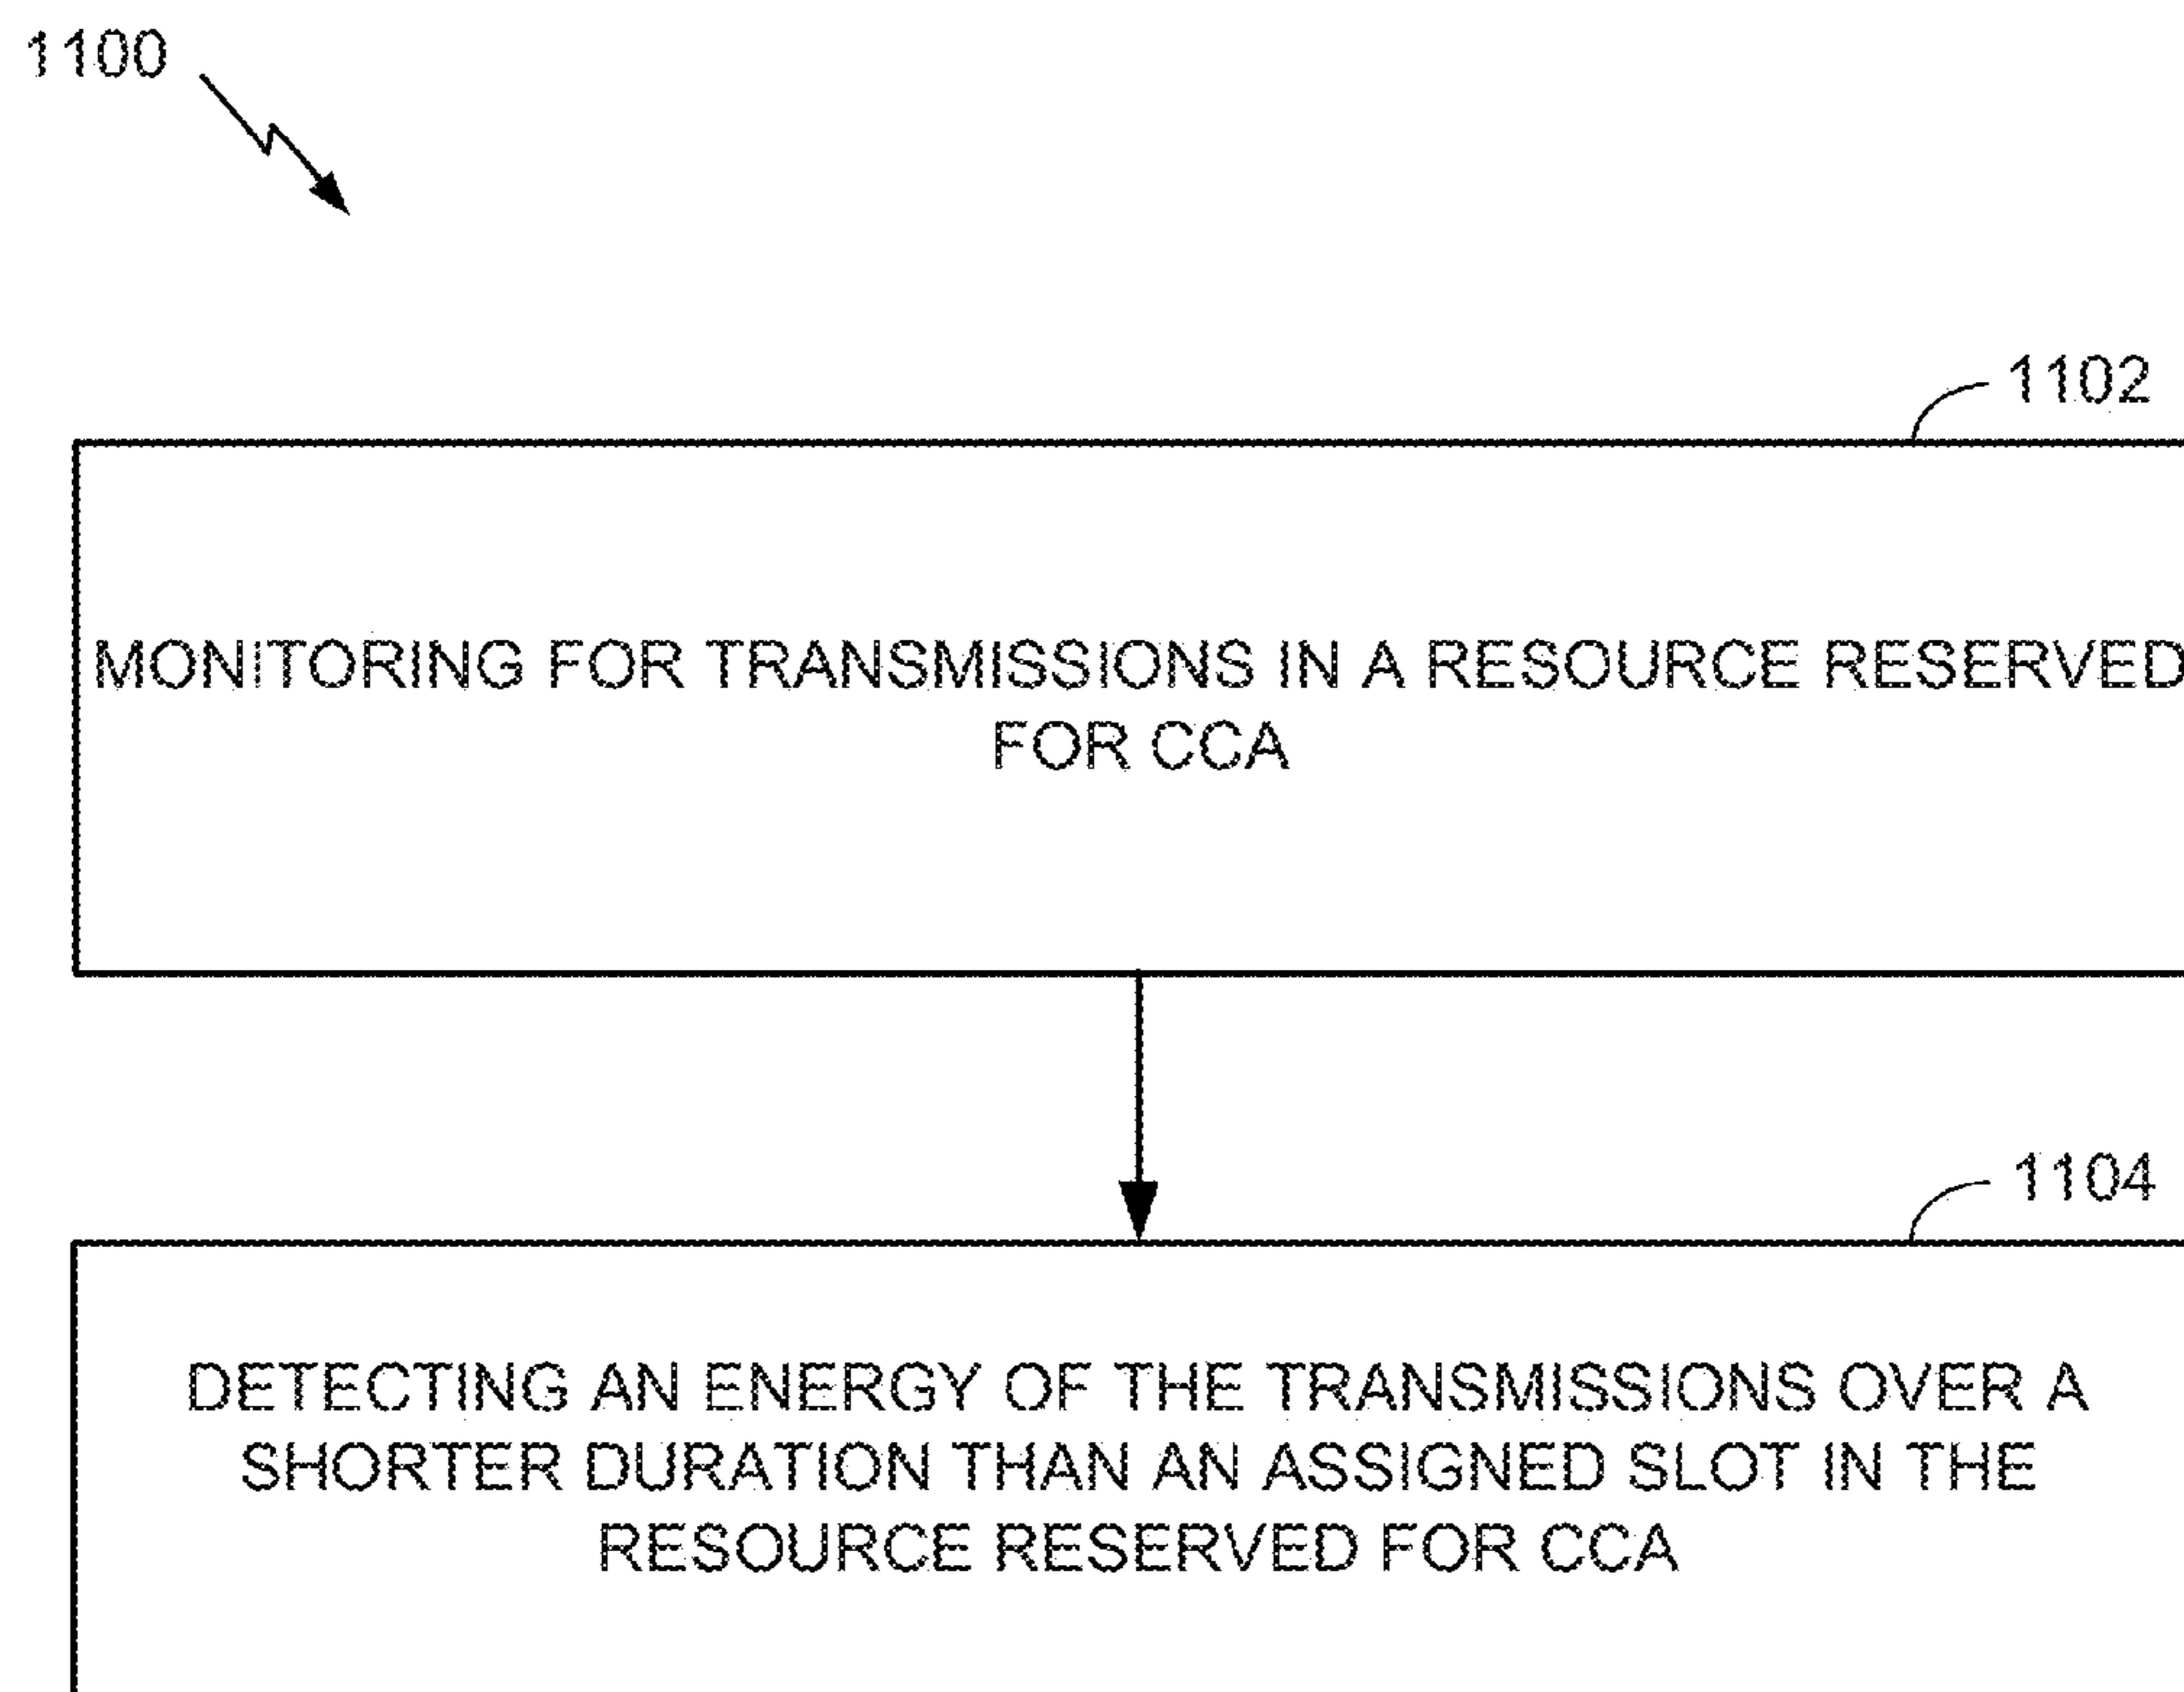 1100
1102
MONITORING FOR TRANSMISSIONS IN A RESOURCE RESERVED
FOR CCA
1104
DETECTING AN ENERGY OF THE TRANSMISSIONS OVER A
SHORTER DURATION THAN AN ASSIGNED SLOT IN THE
RESOURCE RESERVED FOR CCA